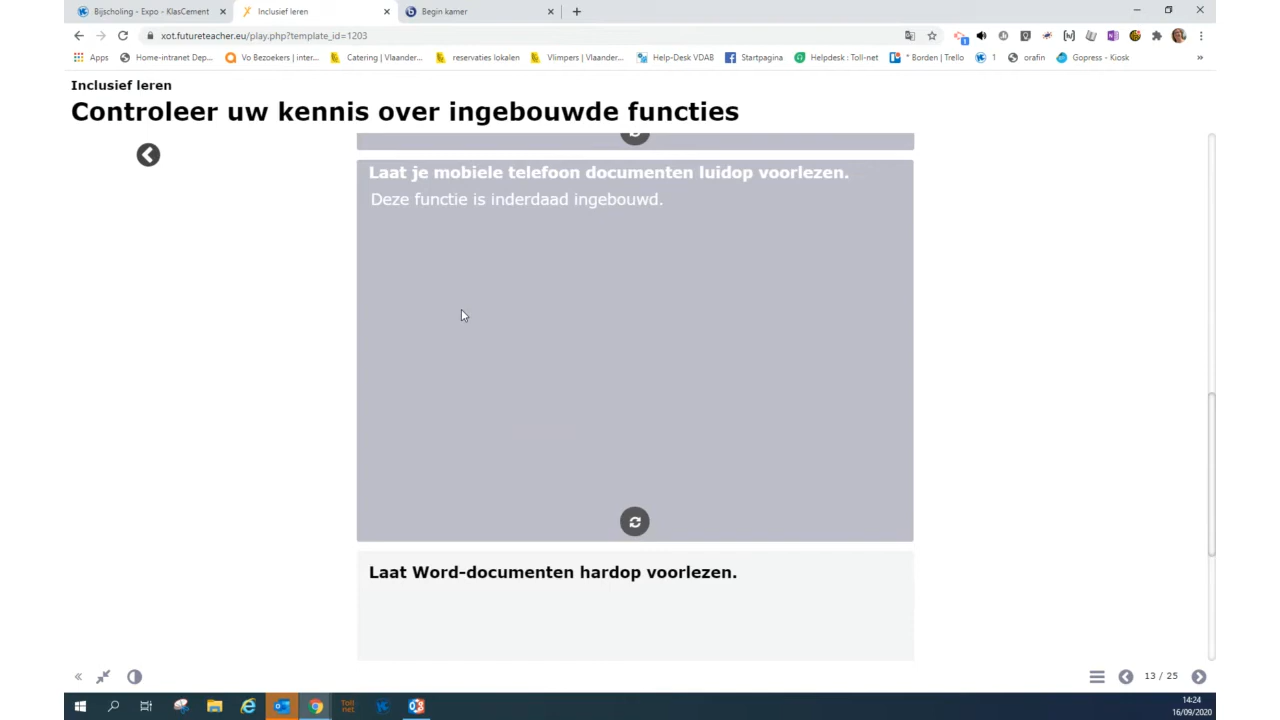 Bijscholing - Expo - KlasCement
Inclusief leren
Begin kamer
xot.futureteacher.eu/play.php?template_id=1203
Apps
Home-intranet Dep...
Vo Bezoekers | inter...
Catering | Vlaander...
reservaties lokalen
Vlimpers | Vlaander...
Help-Desk VDAB
Startpagina
Helpdesk : Toll-net
* Borden | Trello
1
orafin
Gopress - Kiosk
»
Inclusief leren
Controleer uw kennis over ingebouwde functies
Laat je mobiele telefoon documenten luidop voorlezen.
Deze functie is inderdaad ingebouwd.
Laat Word-documenten hardop voorlezen.
13 / 25
Toll
net
14:24
16/09/2020